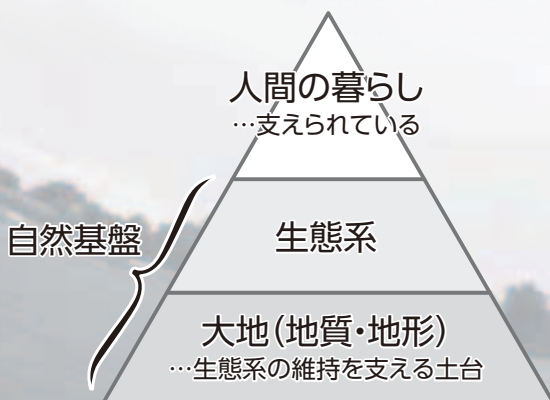 人間の暮らし
…支えられている
自然基盤
生態系
大地(地質・地形)
…生態系の維持を支える土台